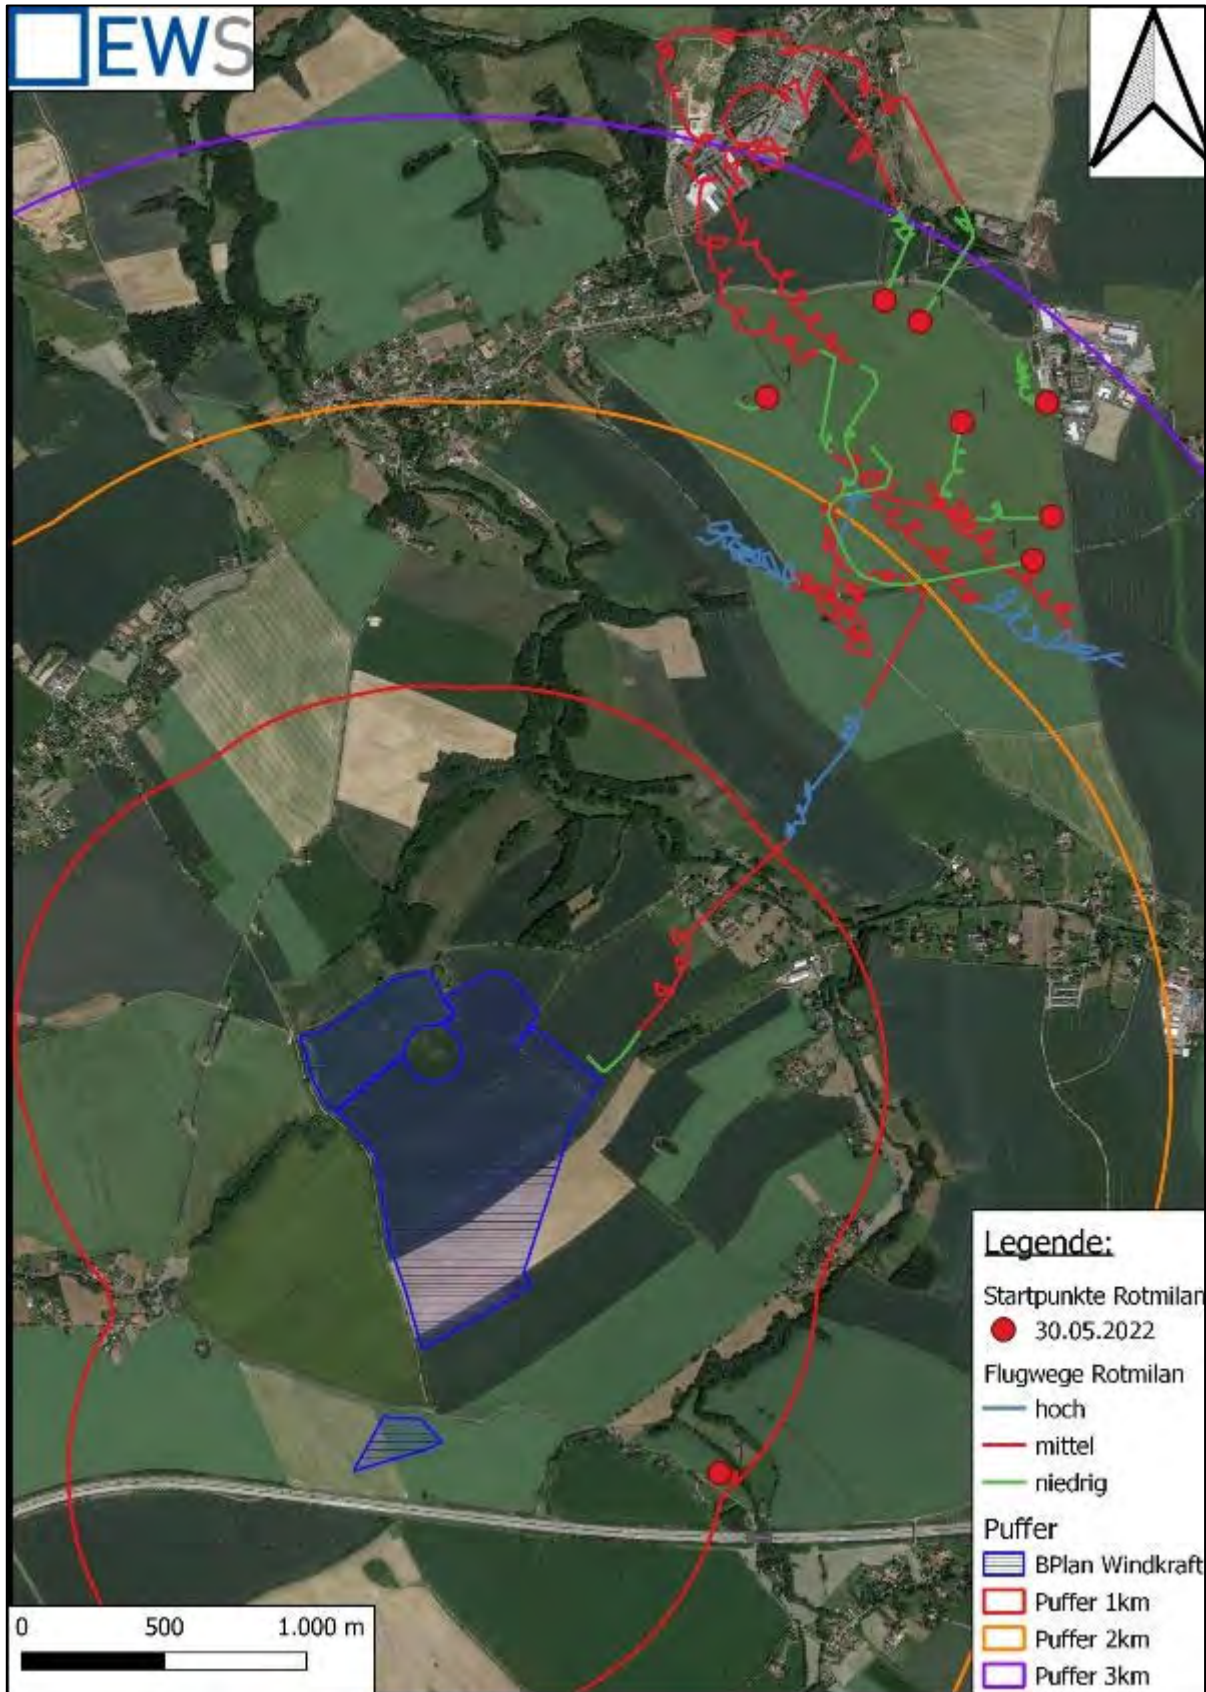 EWS
Legende:
Startpunkte Rotmilan
30.05.2022
Flugwege Rotmilan
hoch
mittel
niedrig
Puffer
BPlan Windkraft
Puffer 1km
Puffer 2km
Puffer 3km
0 500 1.000 m